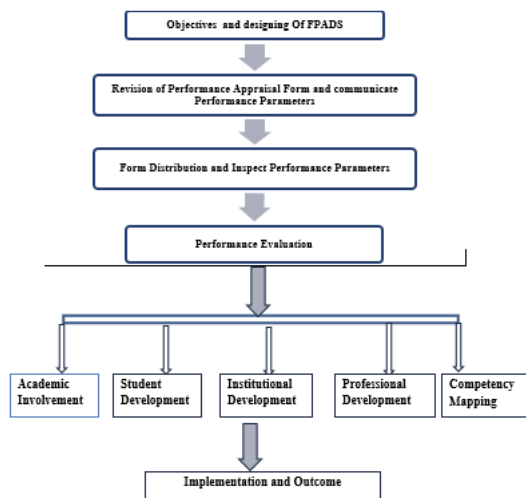 Objectives and designing Of FPADS
Revision of Performance Appraisal Form and communicate
Performance Parameters
Form Distribution and Inspect Performance Parameters
Performance Evaluation
Academic
Involvement
Student
Development
Institutional
Development
Professional
Development
Competency
Mapping
Implementation and Outcome